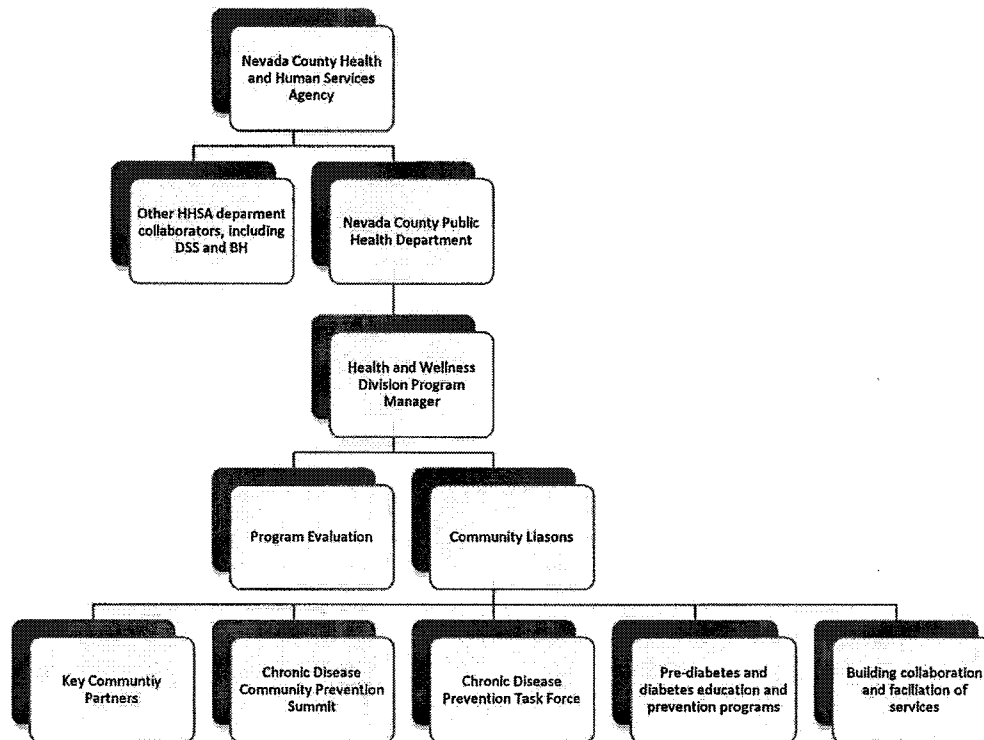 Nevada County Health
and Human Services
Agency
Other HHSA deparment
collaborators, including
DSS and BH
Nevada County Public
Health Department
Health and Wellness
Division Program
Manager
Program Evaluation
Community Liasons
Key Communtiy
Partners
Chronic Disease
Community Prevention
Summit
Chronic Disease
Prevention Task Force
Pre-diabetes and
diabetes education and
prevention programs
Building collaboration
and faciliation of
services